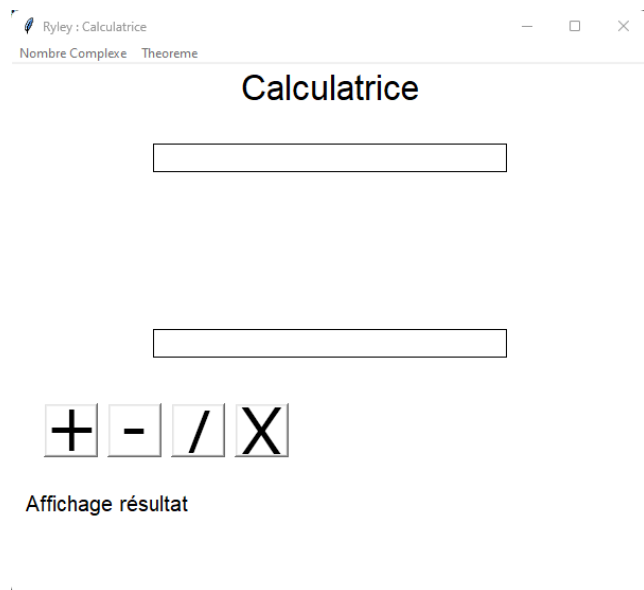 Ryley : Calculatrice
Nombre Complexe Theoreme
Calculatrice
+ - / X
Affichage résultat